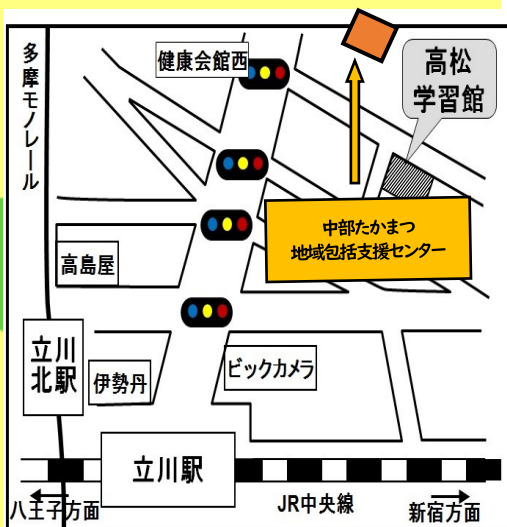 健康会館西
高松
学習館
多摩モノレール
中部たかまつ
地域包括支援センター
高島屋
立川
北駅
伊勢丹
ビックカメラ
立川駅
八王子方面
JR中央線
新宿方面